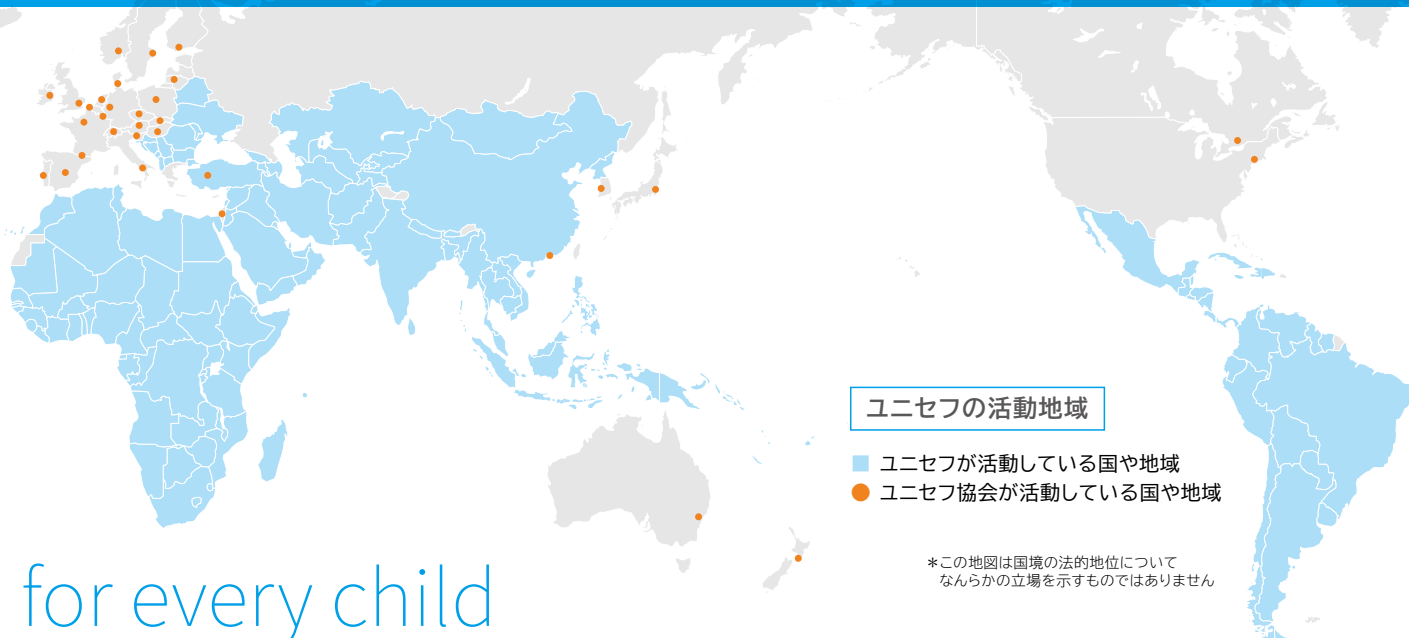 ユニセフの活動地域
ユニセフが活動している国や地域
ユニセフ協会が活動している国や地域
＊この地図は国境の法的地位について
なんらかの立場を示すものではありません
for every child